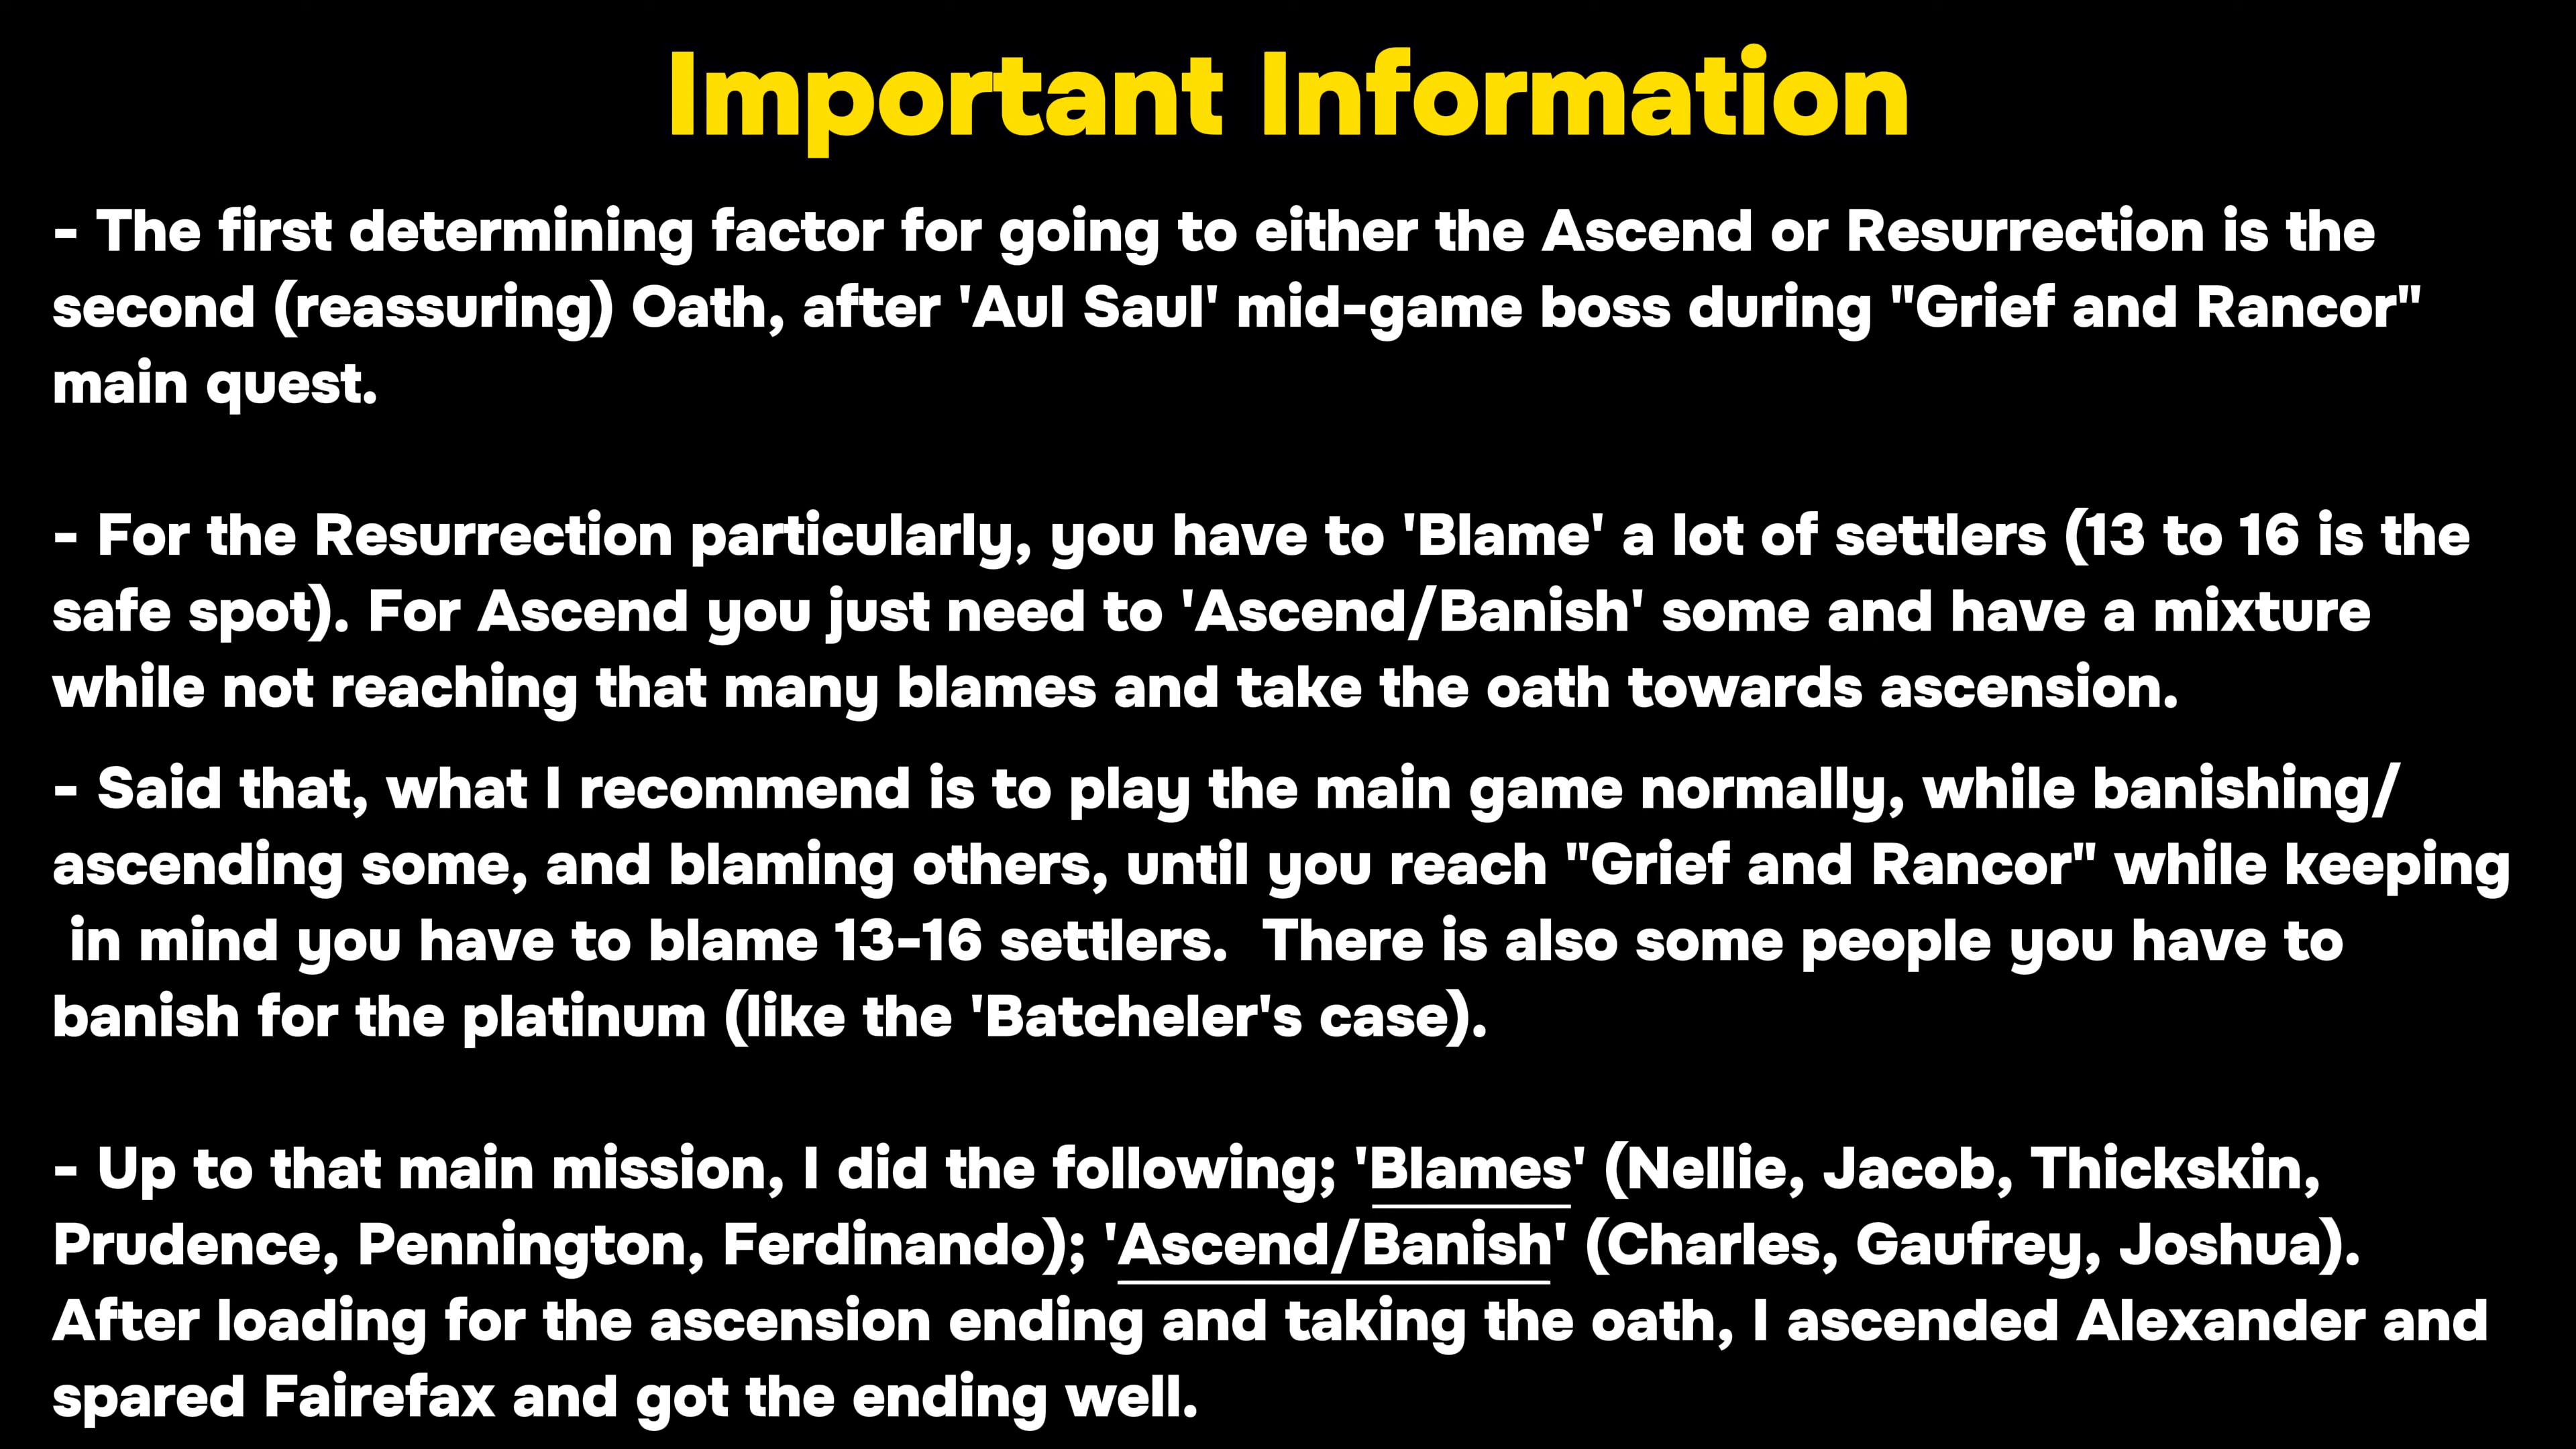 Important Information
- The first determining factor for going to either the Ascend or Resurrection is the
second (reassuring) Oath, after 'Aul Saul' mid-game boss during "Grief and Rancor"
main quest.
- For the Resurrection particularly, you have to 'Blame' a lot of settlers (13 to 16 is the
safe spot). For Ascend you just need to 'Ascend/Banish' some and have a mixture
while not reaching that many blames and take the oath towards ascension.
- Said that, what I recommend is to play the main game normally, while banishing/
ascending some, and blaming others, until you reach "Grief and Rancor" while keeping
in mind you have to blame 13-16 settlers.  There is also some people you have to
banish for the platinum (like the 'Batcheler's case).
- Up to that main mission, I did the following; 'Blames' (Nellie, Jacob, Thickskin,
Prudence, Pennington, Ferdinando); 'Ascend/Banish' (Charles, Gaufrey, Joshua).
After loading for the ascension ending and taking the oath, I ascended Alexander and
spared Fairefax and got the ending well.